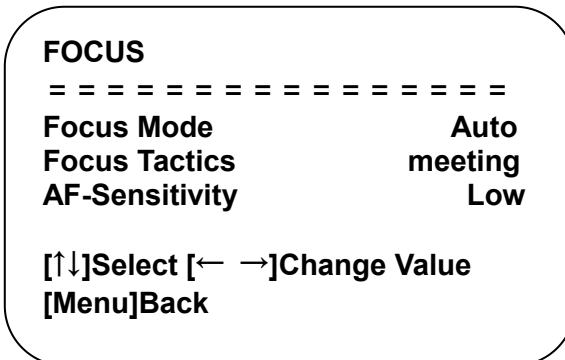 FOCUS
= = = = = = = = = = = = = = = =
Focus Mode Auto
Focus Tactics meeting
AF-Sensitivity Low
[↑↓]Select [← →]Change Value
[Menu]Back